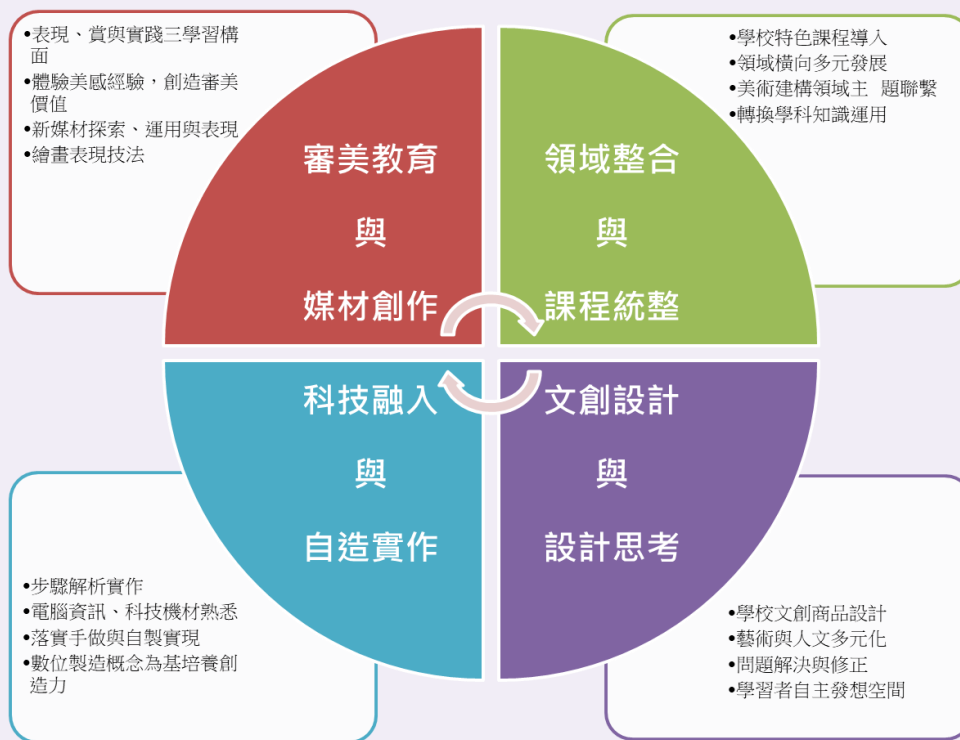 •表現、賞與實踐三學習構
面
•體驗美感經驗，創造審美
價值
•新媒材探索、運用與表現
•繪畫表現技法
審美教育
與
媒材創作
•學校特色課程導入
•領域橫向多元發展
•美術建構領域主 題聯繫
•轉換學科知識運用
領域整合
與
課程統整
科技融入
與
自造實作
•步驟解析實作
•電腦資訊、科技機材熟悉
•落實手做與自製實現
•數位製造概念為基培養創
造力
文創設計
與
設計思考
•學校文創商品設計
•藝術與人文多元化
•問題解決與修正
•學習者自主發想空間